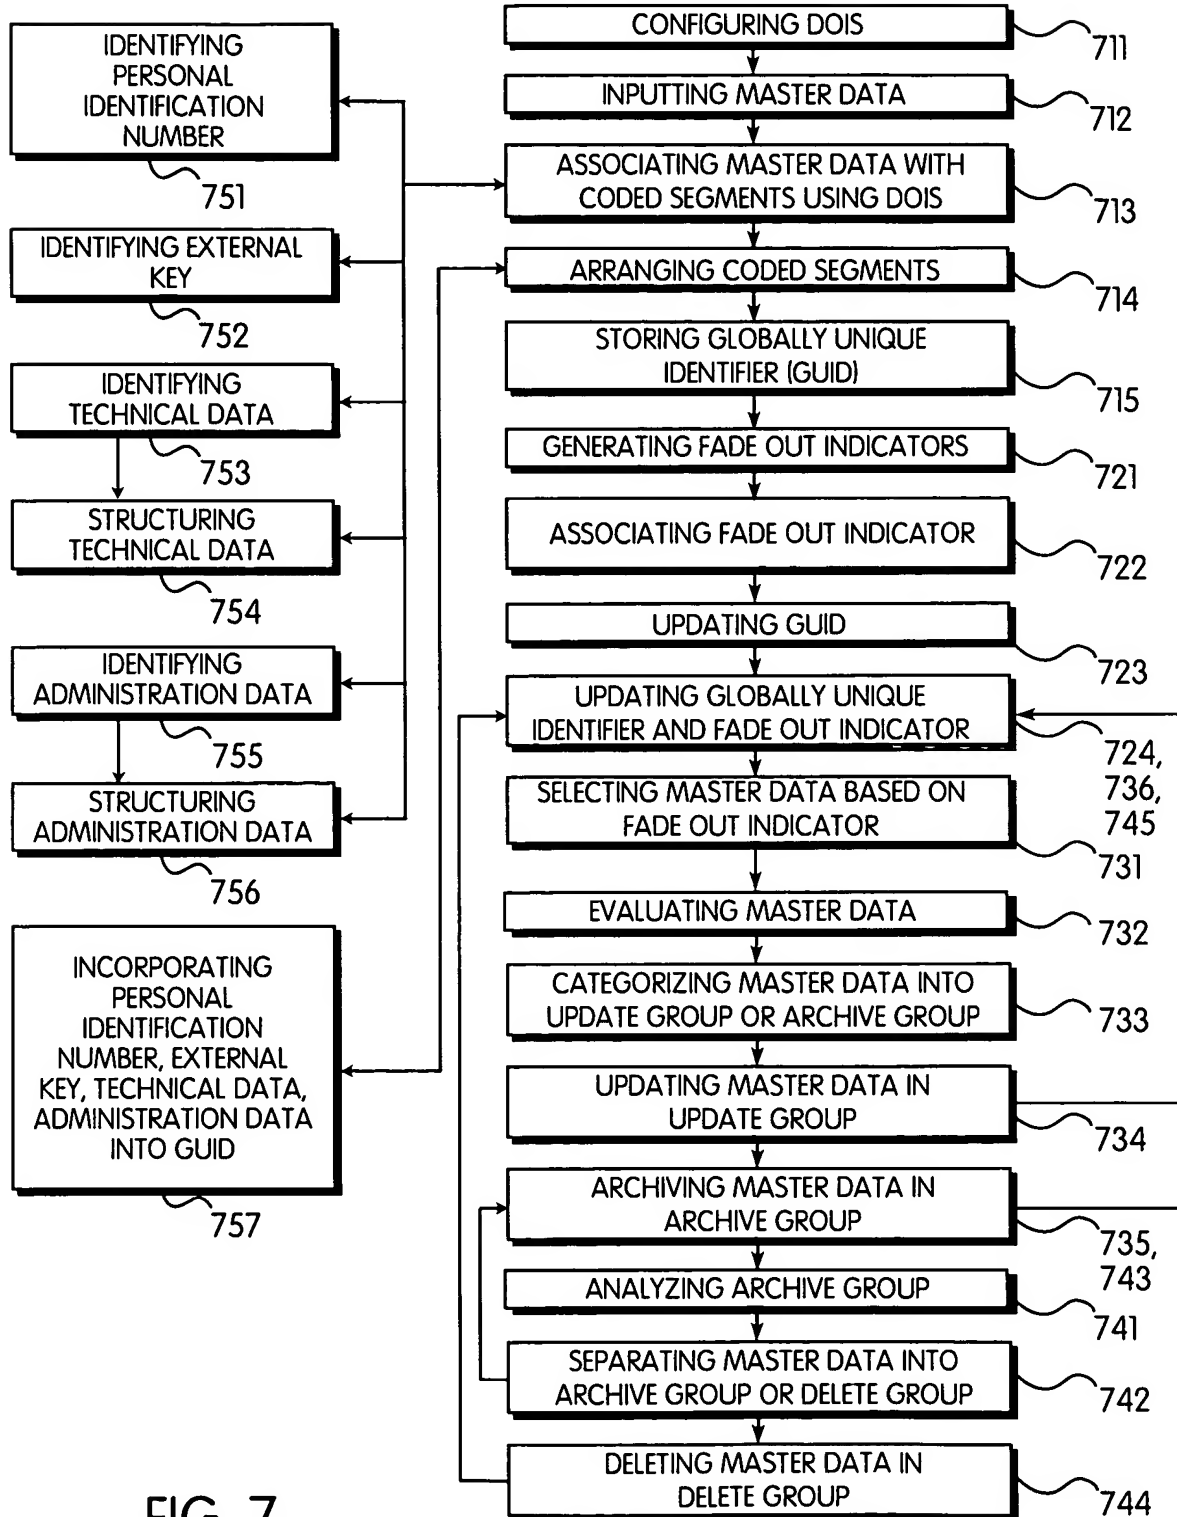 IDENTIFYING
PERSONAL
IDENTIFICATION
NUMBER
751
IDENTIFYING EXTERNAL
KEY
752
IDENTIFYING
TECHNICAL DATA
753
STRUCTURING
TECHNICAL DATA
754
IDENTIFYING
ADMINISTRATION DATA
755
STRUCTURING
ADMINISTRATION DATA
756
INCORPORATING
PERSONAL
IDENTIFICATION
NUMBER, EXTERNAL
KEY, TECHNICAL DATA,
ADMINISTRATION DATA
INTO GUID
757
CONFIGURING DOIS
711
INPUTTING MASTER DATA
712
ASSOCIATING MASTER DATA WITH
CODED SEGMENTS USING DOIS
713
ARRANGING CODED SEGMENTS
714
STORING GLOBALLY UNIQUE
IDENTIFIER (GUID)
715
GENERATING FADE OUT INDICATORS
721
ASSOCIATING FADE OUT INDICATOR
722
UPDATING GUID
723
UPDATING GLOBALLY UNIQUE
IDENTIFIER AND FADE OUT INDICATOR
724,
736,
745
SELECTING MASTER DATA BASED ON
FADE OUT INDICATOR
731
EVALUATING MASTER DATA
732
CATEGORIZING MASTER DATA INTO
UPDATE GROUP OR ARCHIVE GROUP
733
UPDATING MASTER DATA IN
UPDATE GROUP
734
ARCHIVING MASTER DATA IN
ARCHIVE GROUP
735,
743
ANALYZING ARCHIVE GROUP
741
SEPARATING MASTER DATA INTO
ARCHIVE GROUP OR DELETE GROUP
742
DELETING MASTER DATA IN
DELETE GROUP
744
FIG. 7